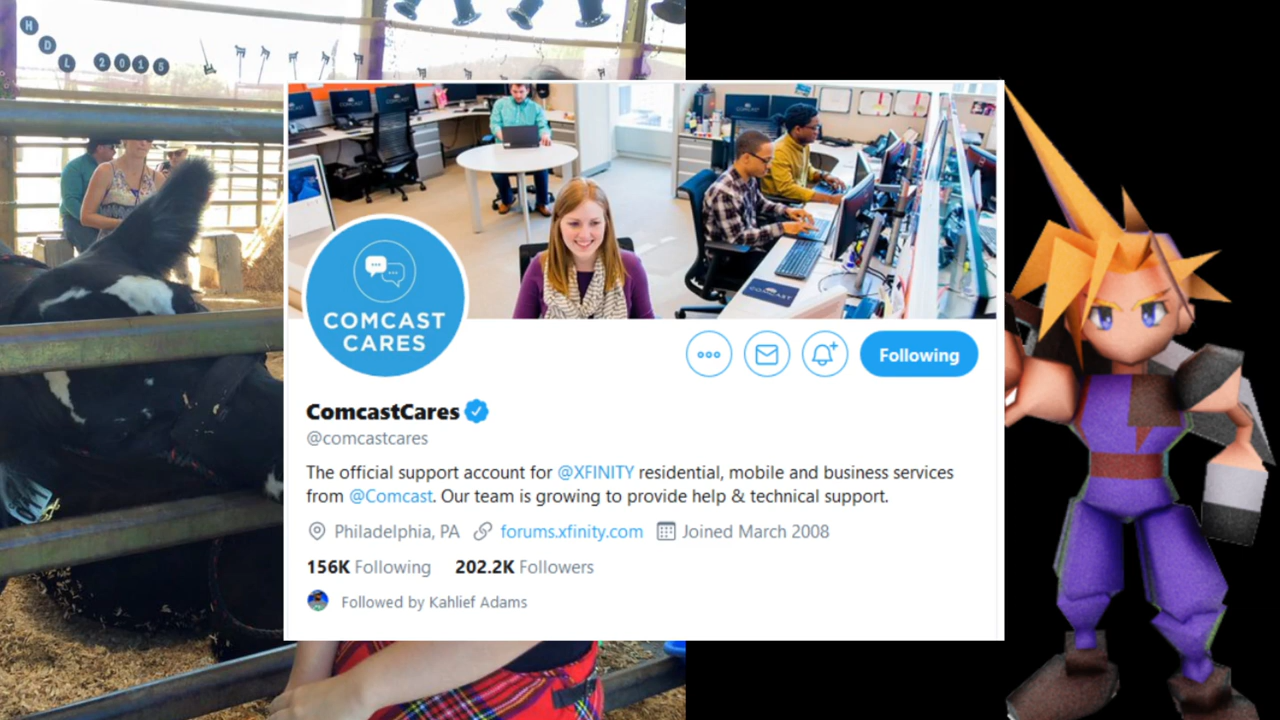 HDL 2015
COMCAST
CARES
COMCAST
Following
ComcastCares
@comcastcares
The official support account for @XFINITY residential, mobile and business services
from @Comcast. Our team is growing to provide help & technical support.
Philadelphia, PA forums.xfinity.com Joined March 2008
156K Following 202.2K Followers
Followed by Kahlief Adams